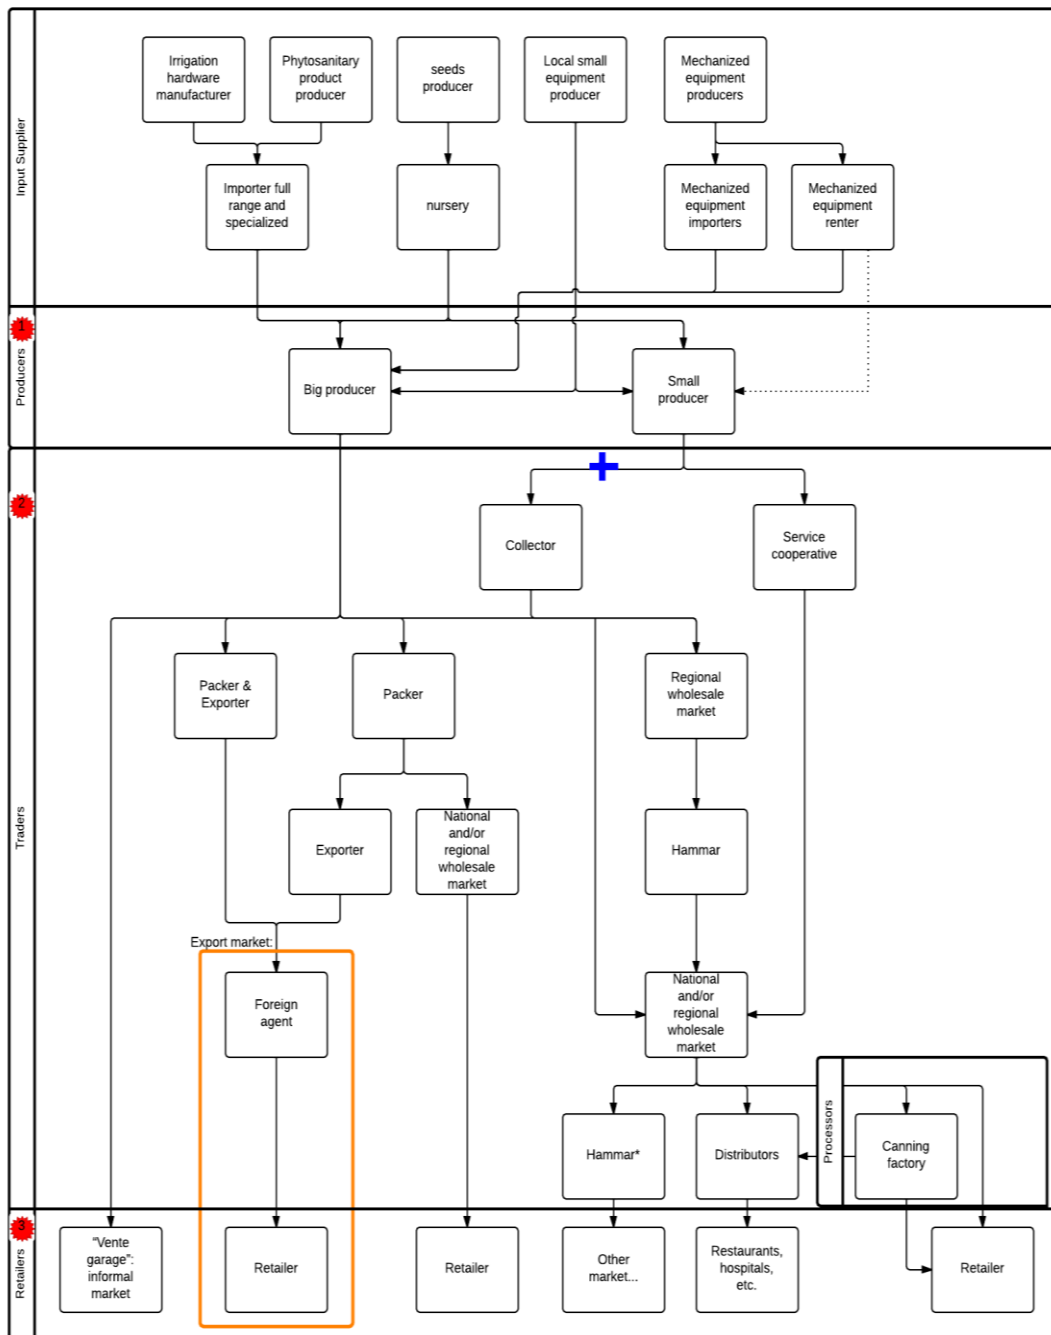 Input Supplier
Irrigation
hardware
manufacturer
Phytosanitary
product
producer
seeds
producer
Local small
equipment
producer
Mechanized
equipment
producers
Importer full
range and
specialized
nursery
Mechanized
equipment
importers
Mechanized
equipment
renter
1
Producers
Big producer
Small
producer
2
Traders
Collector
Service
cooperative
Packer &
Exporter
Packer
Regional
wholesale
market
Exporter
National
and/or
regional
wholesale
market
Hammar
Export market:
Foreign
agent
National
and/or
regional
wholesale
market
Processors
Hammar*
Distributors
Canning
factory
3
Retailers
"Vente
garage":
informal
market
Retailer
Retailer
Other
market...
Restaurants,
hospitals,
etc.
Retailer